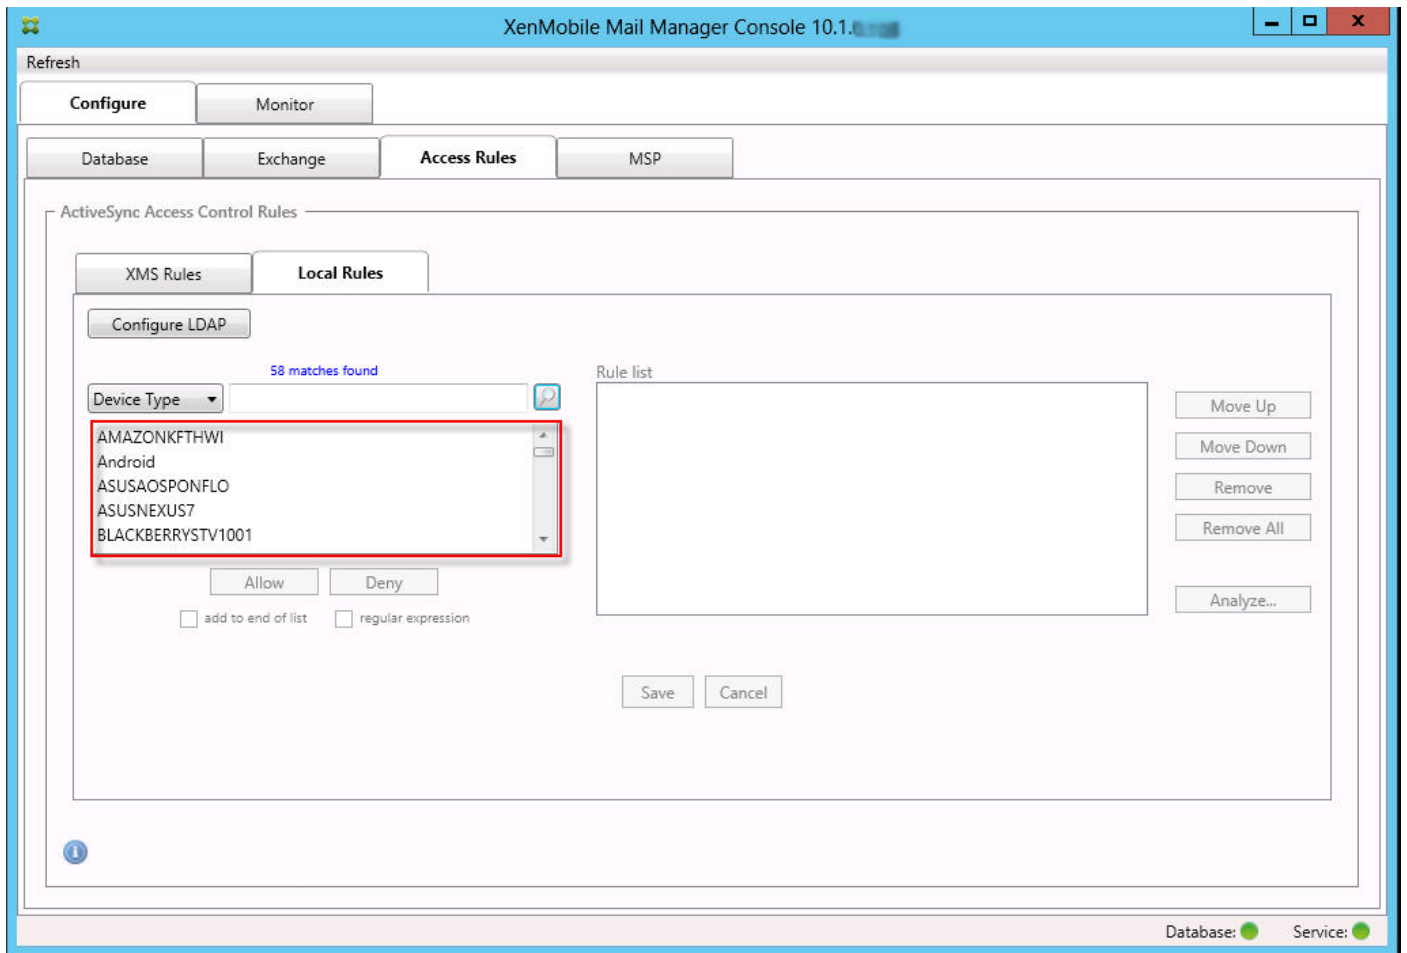 XenMobile Mail Manager Console 10.1.
Refresh
Configure
Monitor
Database
Exchange
Access Rules
MSP
ActiveSync Access Control Rules
XMS Rules
Local Rules
Configure LDAP
58 matches found
Rule list
Device Type
AMAZONKFTHWI
Android
ASUSAOSPONFLO
ASUSNEXUS7
BLACKBERRYSTV1001
Move Up
Move Down
Remove
Remove All
Allow
Deny
Analyze...
add to end of list
regular expression
Save
Cancel
Database:
Service: